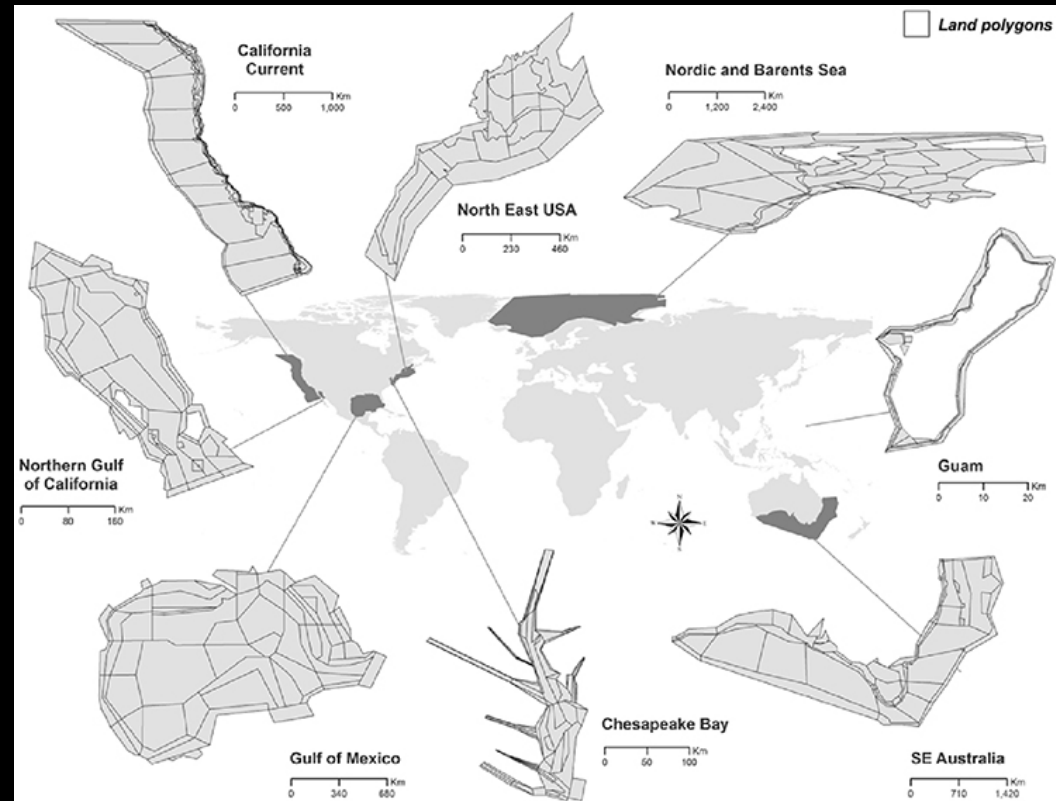 Land polygons
California
Current
Km
0 500 1,000
Nordic and Barents Sea
Km
0 1,200 2,400
North East USA
Km
0 230 460
Northern Gulf
of California
Km
0 80 160
Guam
Km
0 10 20
N
W E
S
Gulf of Mexico
Km
0 340 680
Chesapeake Bay
Km
0 50 100
SE Australia
Km
0 710 1,420